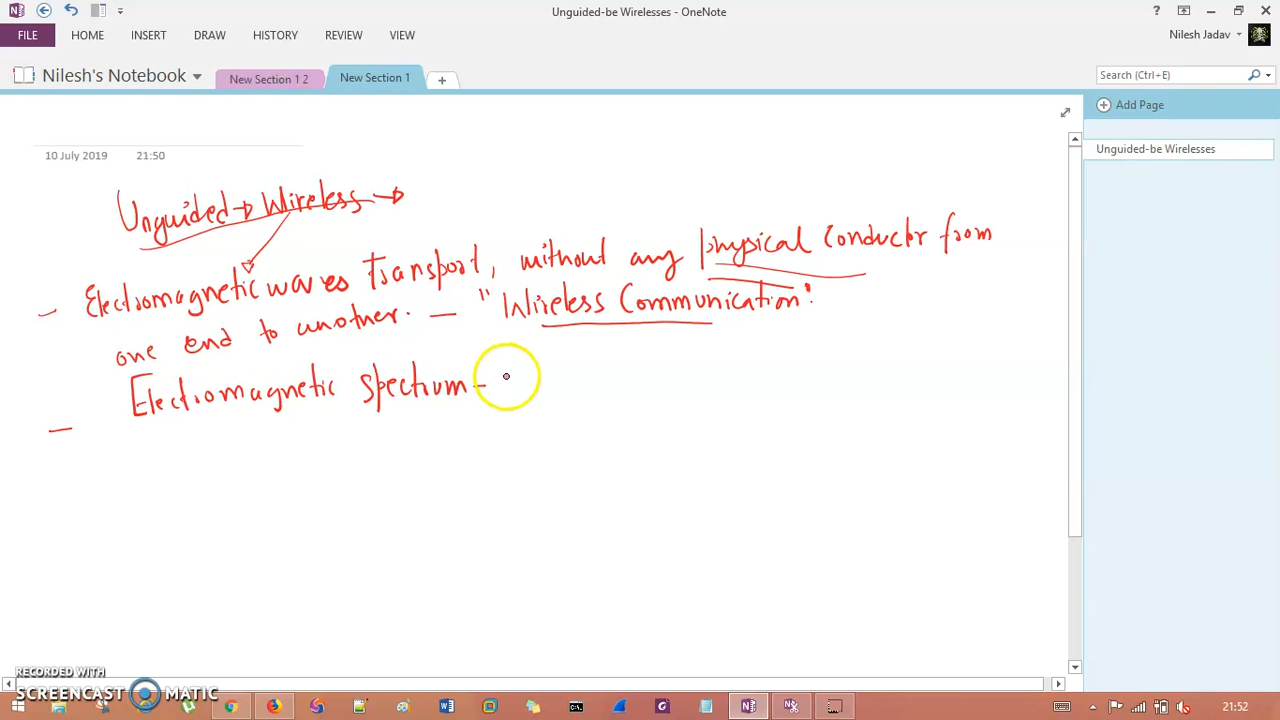 Unguided-be Wirelesses - OneNote
FILE HOME INSERT DRAW HISTORY REVIEW VIEW
Nilesh Jadav
Nilesh's Notebook
New Section 1 2
New Section 1
Search (Ctrl+E)
Add Page
Unguided-be Wirelesses
10 July 2019 21:50
Unguided → Wireless →
- Electromagnetic waves transport, without any physical Conductor from
one end to another. — "Wireless Communication"
- Electromagnetic Spectrum -
RECORDED WITH
SCREENCAST MATIC
21:52